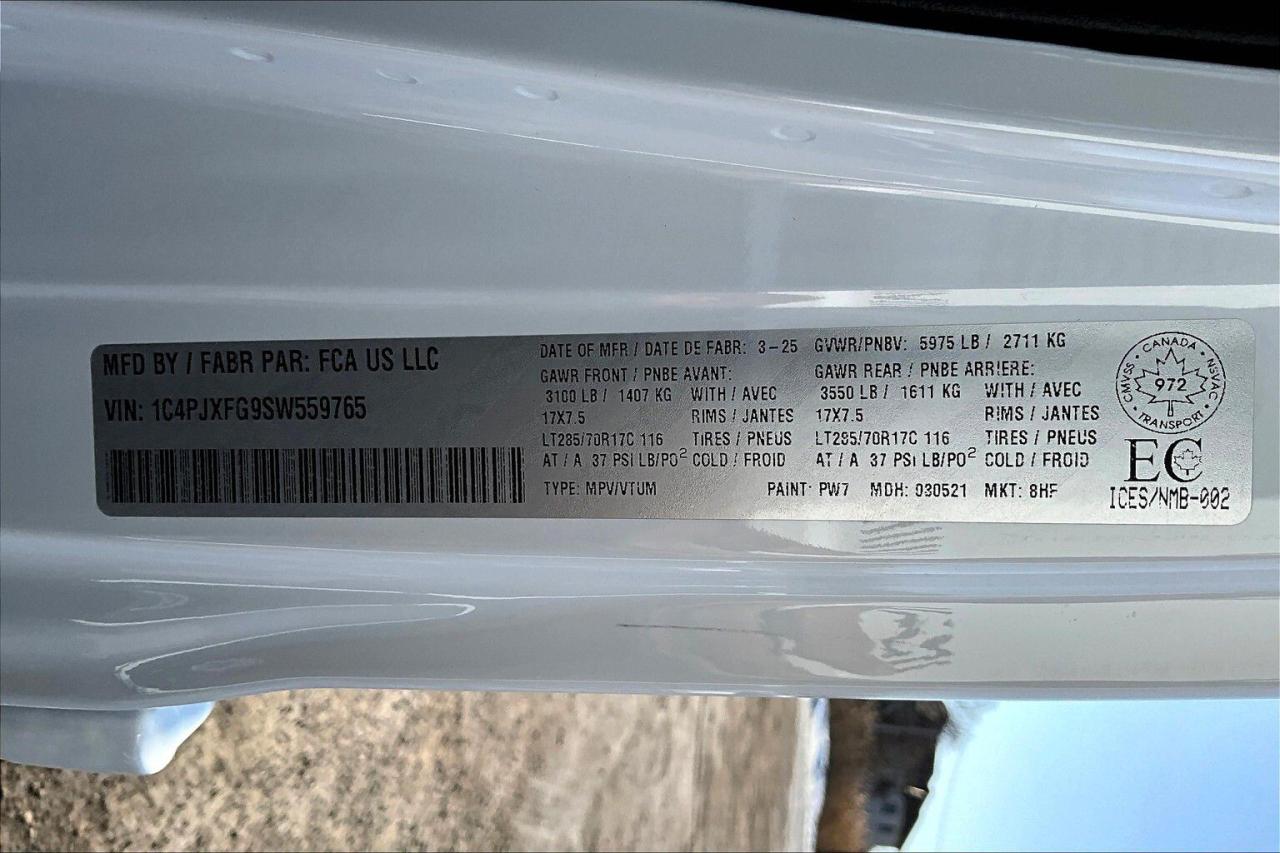 MFD BY / FABR PAR: FCA US LLC
VIN: 1C4PJXFG9SW559765
DATE OF MFR / DATE DE FABR: 3-25
GAWR FRONT / PNBE AVANT:
3100 LB / 1407 KG WITH / AVEC
17X7.5 RIMS / JANTES
LT285/70R17C 116 TIRES / PNEUS
AT / A 37 PSI LB/PO² COLD / FROID
TYPE: MPV/VTUM
GVWR/PNBV: 5975 LB / 2711 KG
GAWR REAR / PNBE ARRIERE:
3550 LB / 1611 KG WITH / AVEC
17X7.5 RIMS / JANTES
LT285/70R17C 116 TIRES / PNEUS
AT / A 37 PSI LB/PO² COLD / FROID
PAINT: PW7 MDH: 030521 MKT: 8HF
CANADA
CMVSS · NSVAC
972
TRANSPORT
EC
ICES/NMB-002